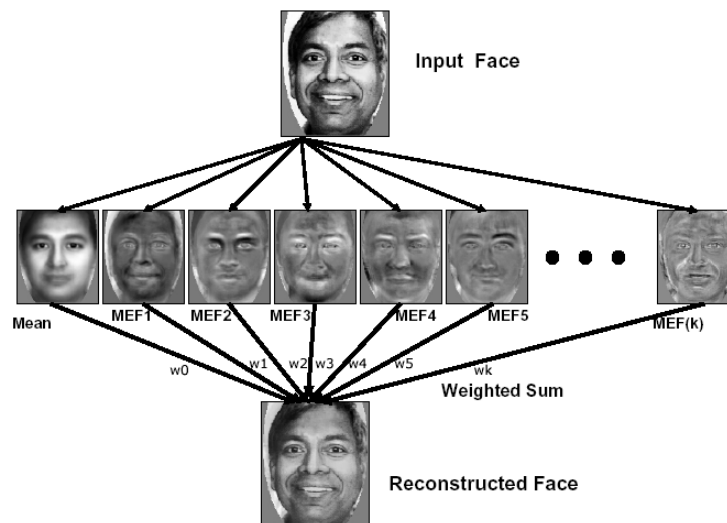 Input Face
Mean
MEF1
MEF2
MEF3
MEF4
MEF5
MEF(k)
w0
w1
w2
w3
w4
w5
wk
Weighted Sum
Reconstructed Face